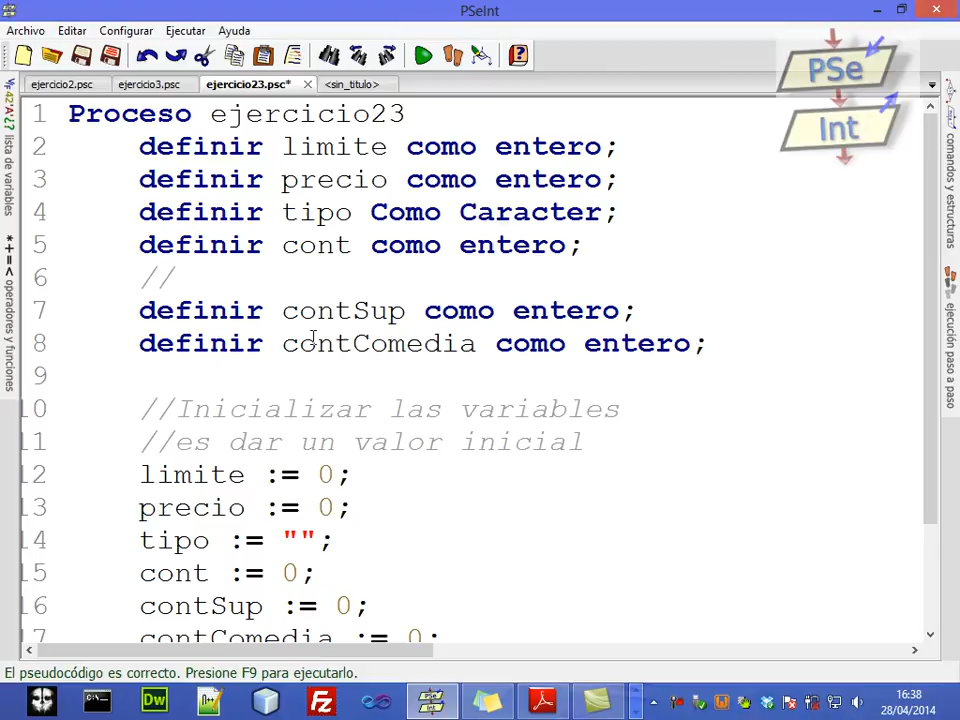 PSeInt
Archivo Editar Configurar Ejecutar Ayuda
PSe
Int
ejercicio2.psc ejercicio3.psc ejercicio23.psc* <sin_titulo>
1 Proceso ejercicio23
2 definir limite como entero;
3 definir precio como entero;
4 definir tipo Como Caracter;
5 definir cont como entero;
6 //
7 definir contSup como entero;
8 definir contComedia como entero;
9
10 //Inicializar las variables
11 //es dar un valor inicial
12 limite := 0;
13 precio := 0;
14 tipo := "";
15 cont := 0;
16 contSup := 0;
17 contComedia := 0;
lista de variables
*+=< operadores y funciones
comandos y estructuras
ejecución paso a paso
El pseudocódigo es correcto. Presione F9 para ejecutarlo.
16:38
28/04/2014